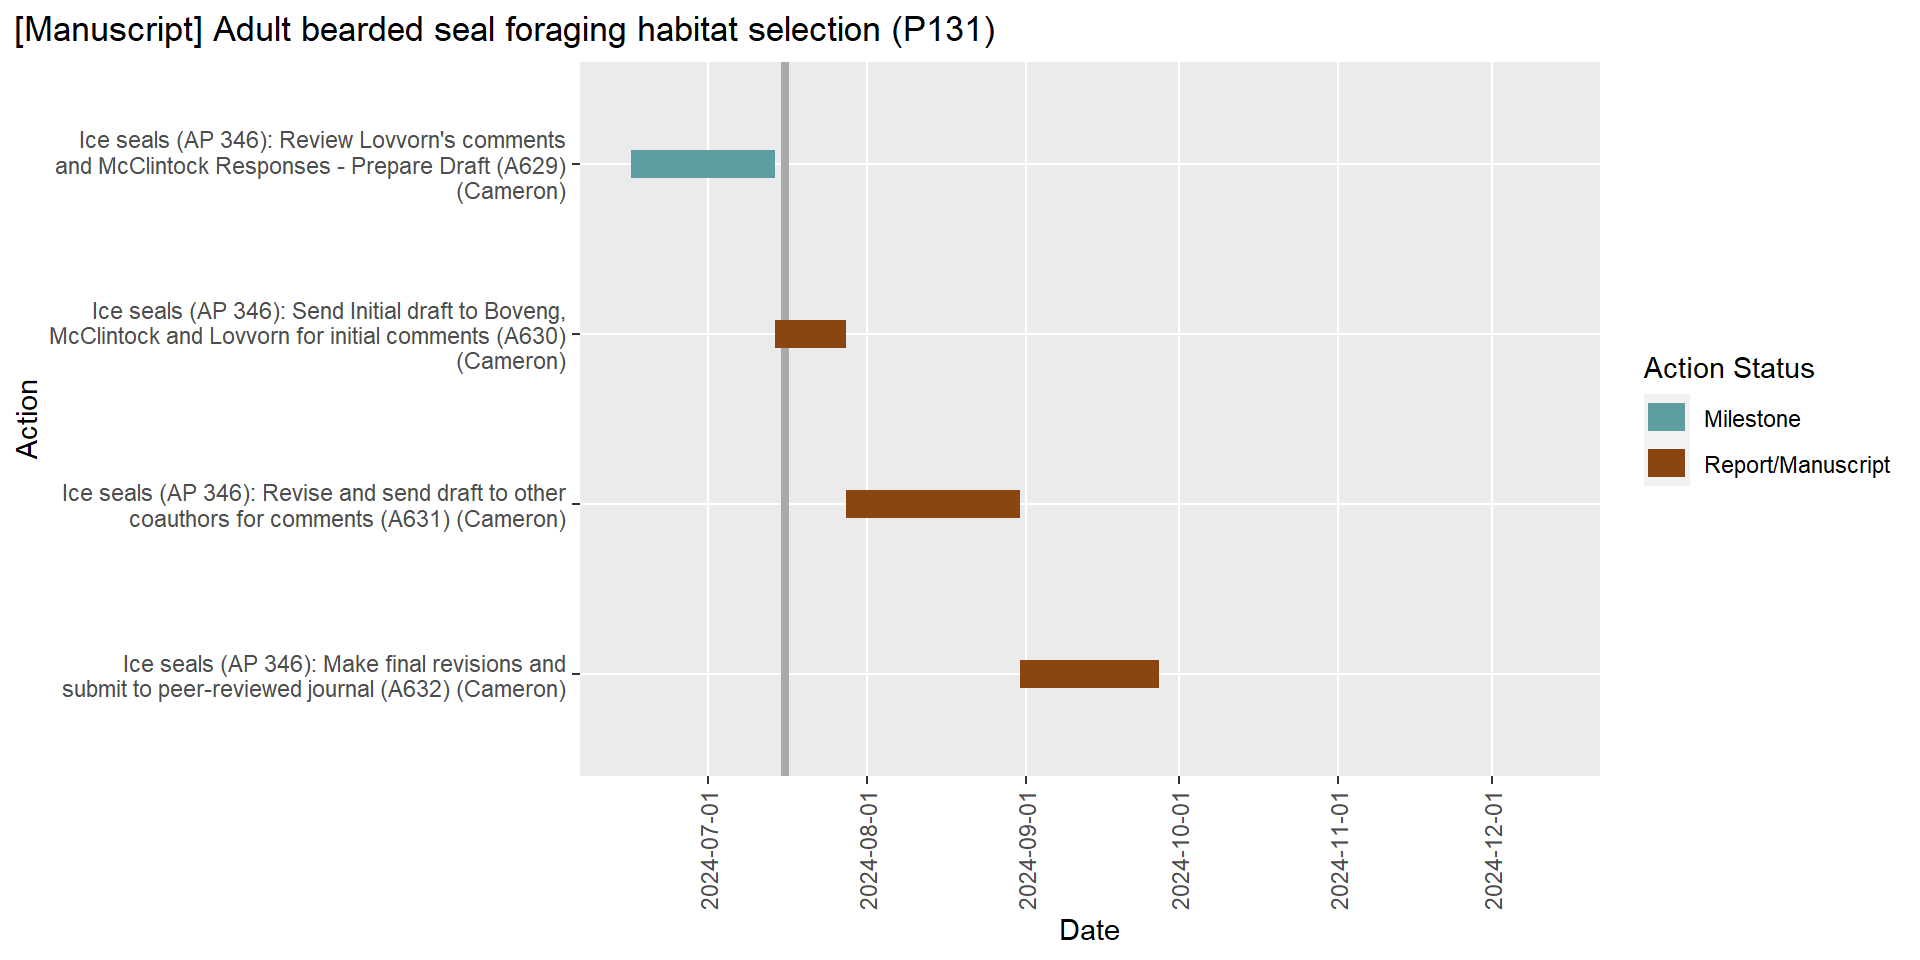 [Manuscript] Adult bearded seal foraging habitat selection (P131)
Ice seals (AP 346): Review Lovvorn's comments
and McClintock Responses - Prepare Draft (A629)
(Cameron)
Ice seals (AP 346): Send Initial draft to Boveng,
McClintock and Lovvorn for initial comments (A630)
(Cameron)
Ice seals (AP 346): Revise and send draft to other
coauthors for comments (A631) (Cameron)
Ice seals (AP 346): Make final revisions and
submit to peer-reviewed journal (A632) (Cameron)
Action
2024-07-01
2024-08-01
2024-09-01
2024-10-01
2024-11-01
2024-12-01
Date
Action Status
Milestone
Report/Manuscript